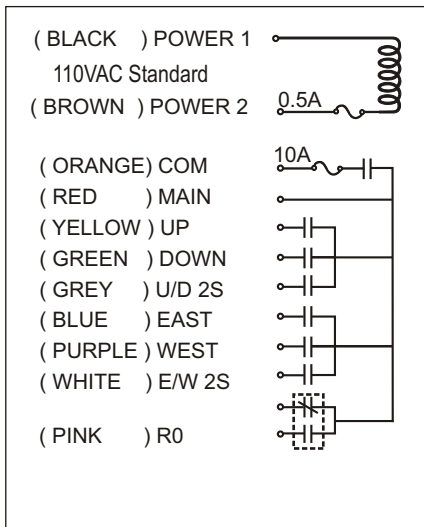 ( BLACK ) POWER 1
110VAC Standard
( BROWN ) POWER 2 0.5A
( ORANGE) COM 10A
( RED ) MAIN
( YELLOW ) UP
( GREEN ) DOWN
( GREY ) U/D 2S
( BLUE ) EAST
( PURPLE ) WEST
( WHITE ) E/W 2S
( PINK ) R0